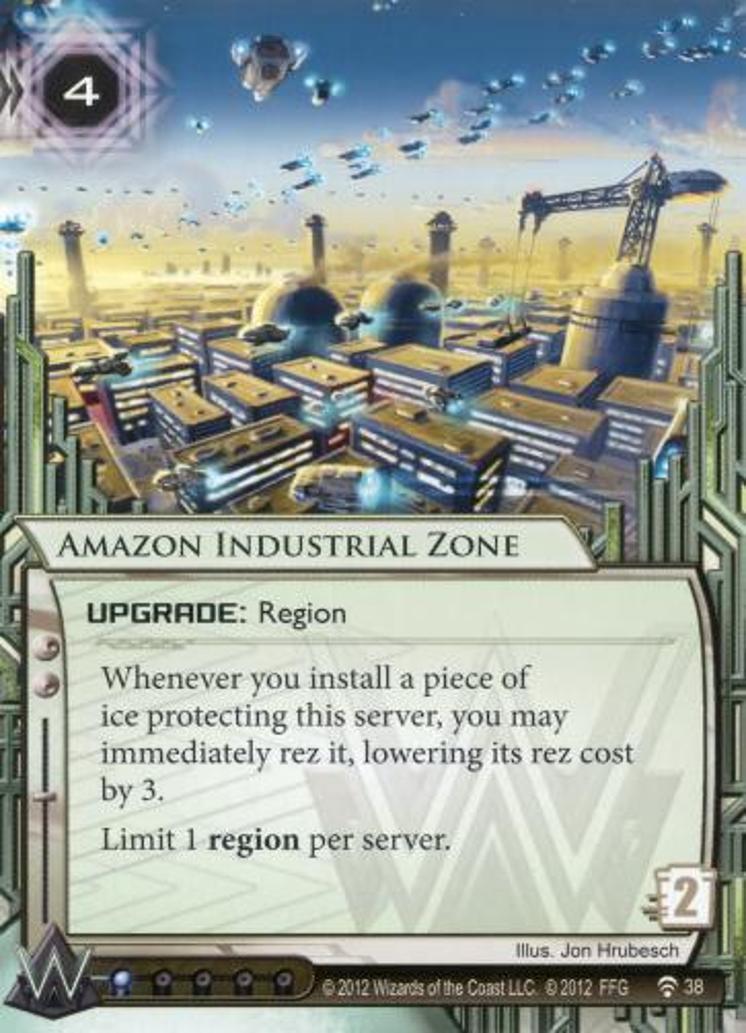 4
AMAZON INDUSTRIAL ZONE
UPGRADE: Region
Whenever you install a piece of
ice protecting this server, you may
immediately rez it, lowering its rez cost
by 3.
Limit 1 region per server.
2
Illus. Jon Hrubesch
W
© 2012 Wizards of the Coast LLC. © 2012 FFG 38